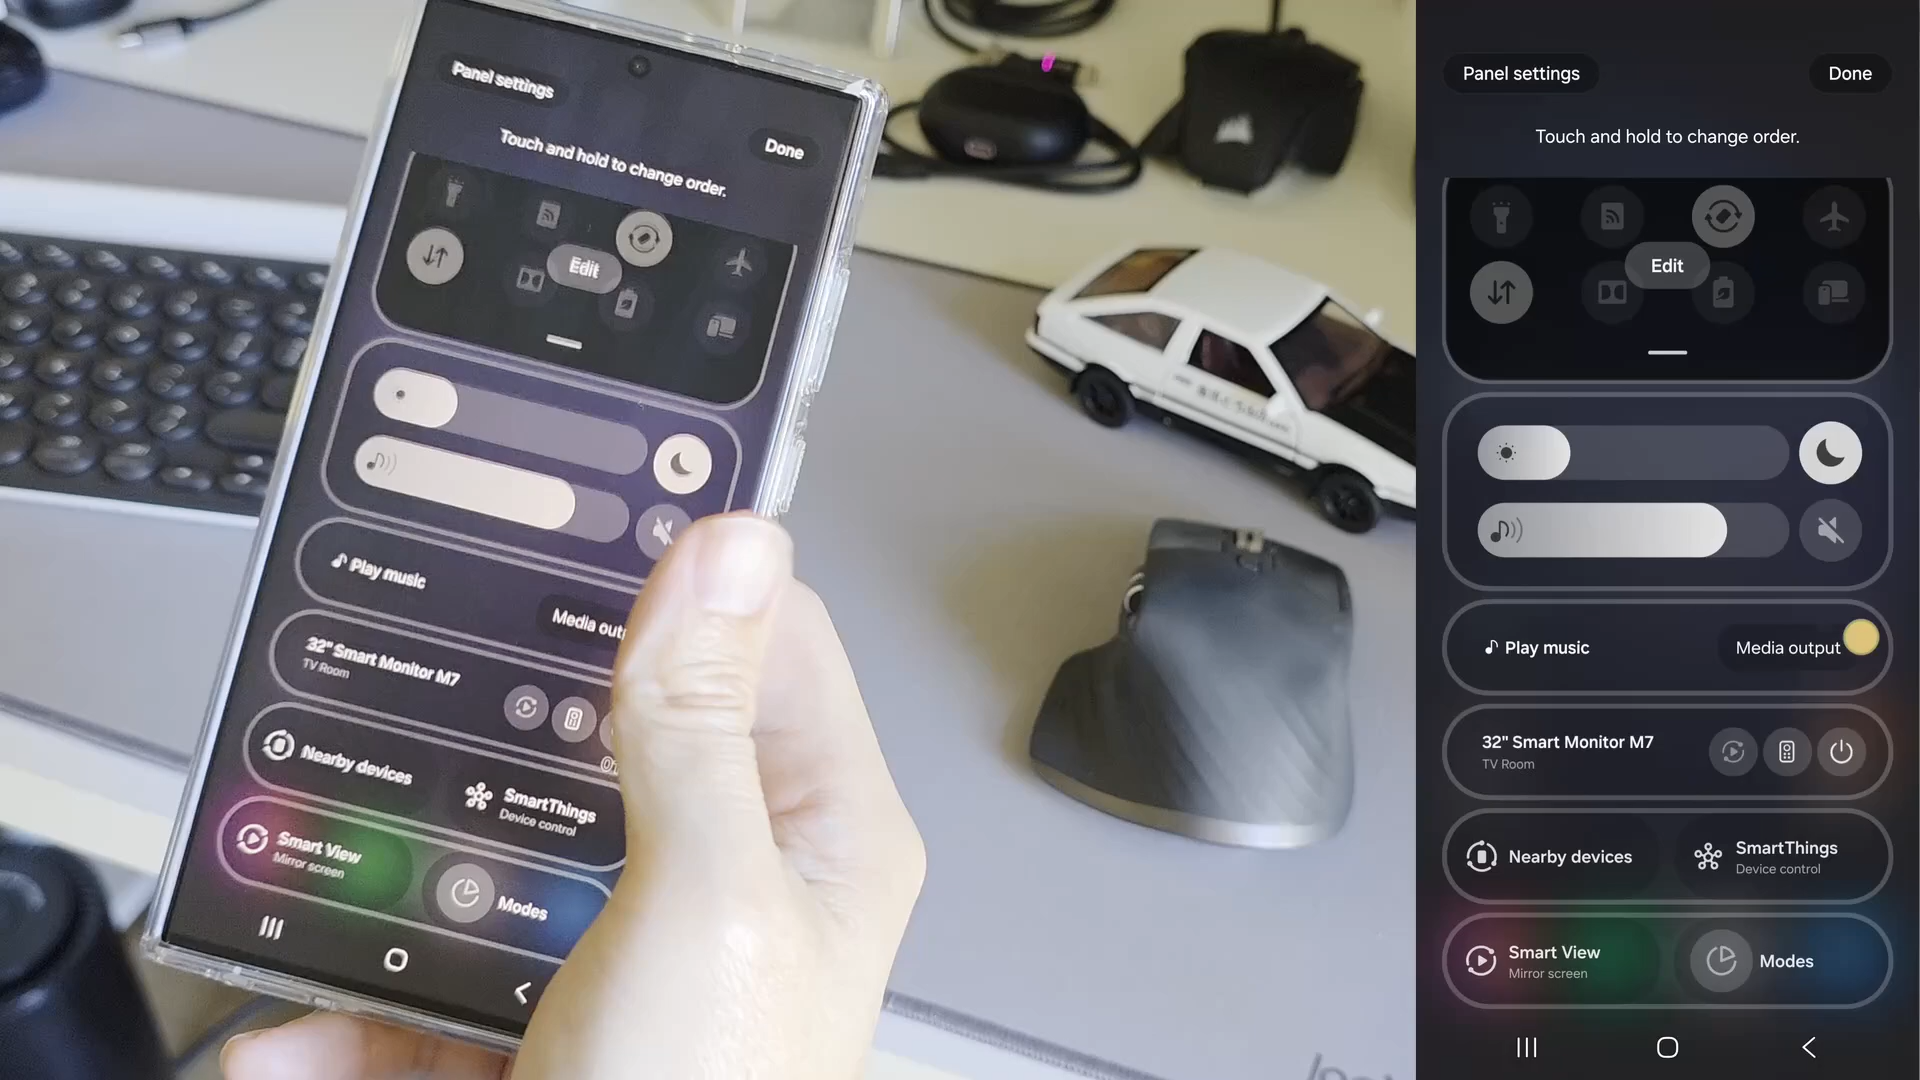 Panel settings
Done
Touch and hold to change order.
Edit
Play music
Media out
32" Smart Monitor M7
TV Room
Nearby devices
SmartThings
Device control
Smart View
Mirror screen
Modes
Panel settings
Done
Touch and hold to change order.
Edit
Play music
Media output
32" Smart Monitor M7
TV Room
Nearby devices
SmartThings
Device control
Smart View
Mirror screen
Modes